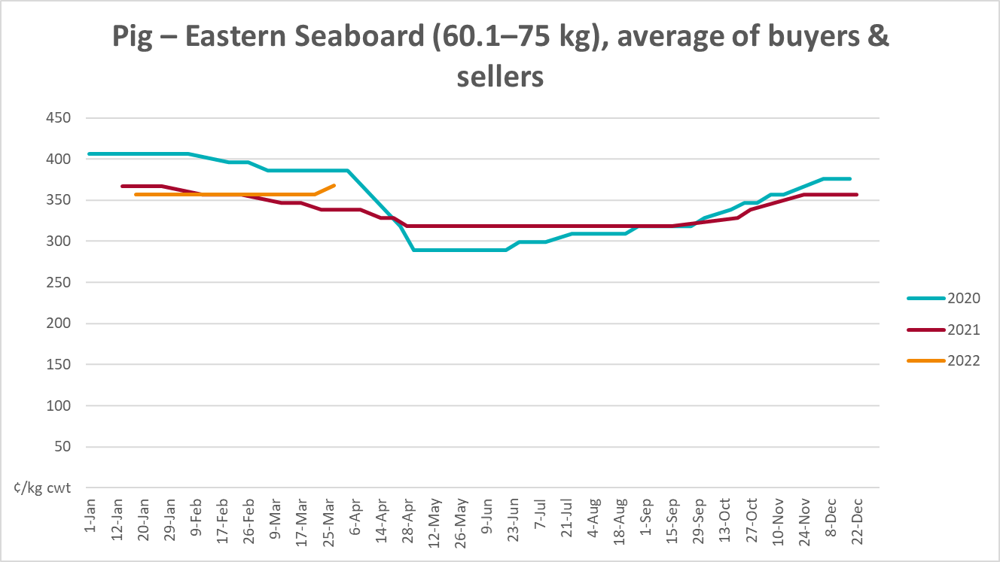 Pig – Eastern Seaboard (60.1–75 kg), average of buyers &
sellers
450
400
350
300
250
200
150
100
50
¢/kg cwt
1-Jan
12-Jan
20-Jan
29-Jan
9-Feb
17-Feb
26-Feb
9-Mar
17-Mar
25-Mar
6-Apr
14-Apr
28-Apr
12-May
26-May
9-Jun
23-Jun
7-Jul
21-Jul
4-Aug
18-Aug
1-Sep
15-Sep
29-Sep
13-Oct
27-Oct
10-Nov
24-Nov
8-Dec
22-Dec
2020
2021
2022